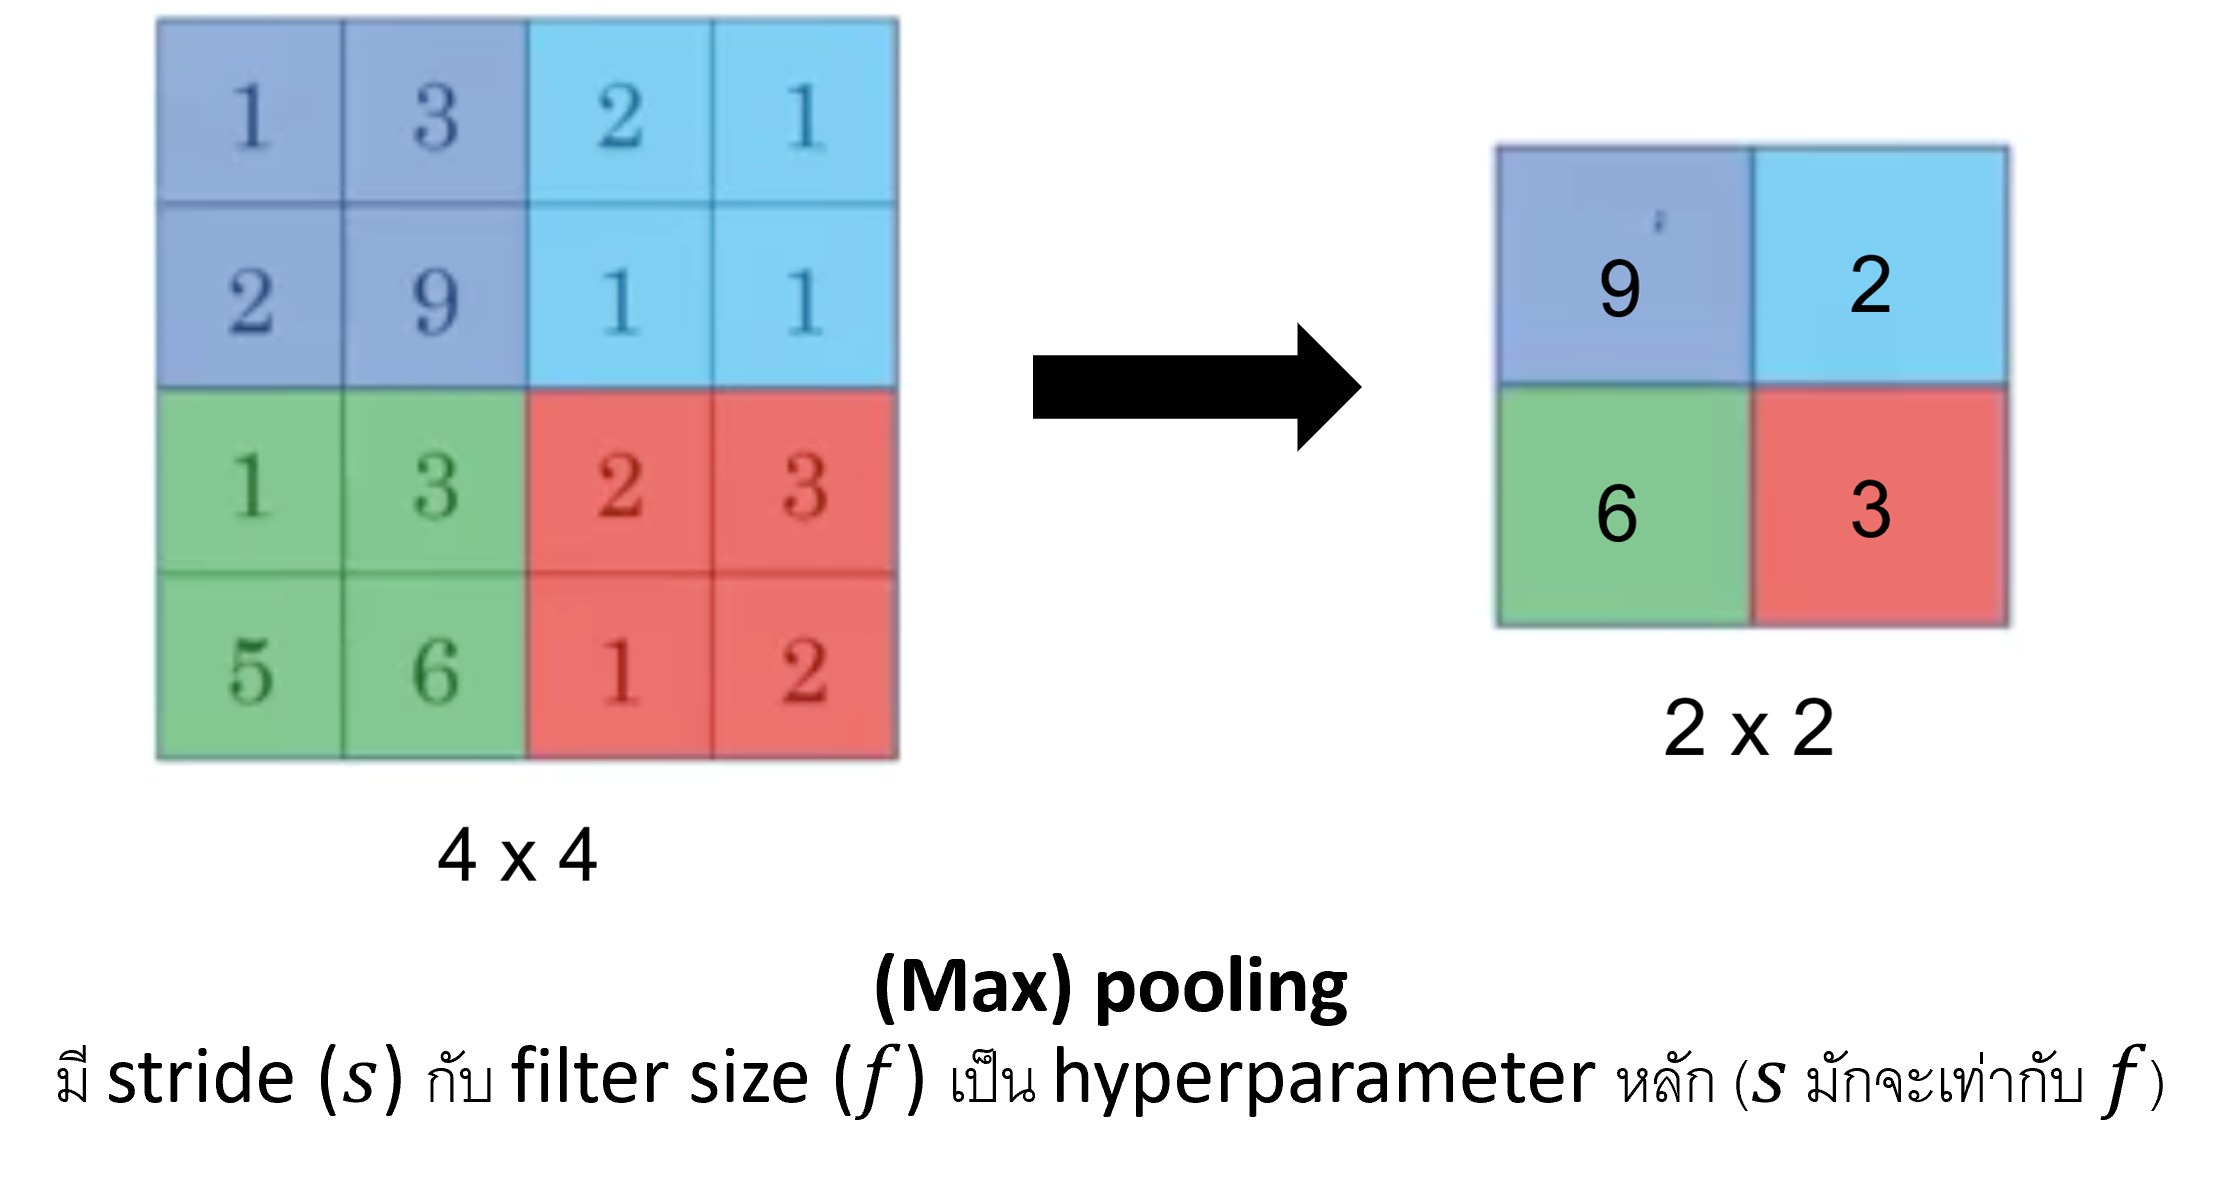 1 3 2 1
2 9 1 1
1 3 2 3
5 6 1 2
4 x 4
9 2
6 3
2 x 2
(Max) pooling
มี stride (s) กับ filter size (f) เป็น hyperparameter หลัก (s มักจะเท่ากับ f)